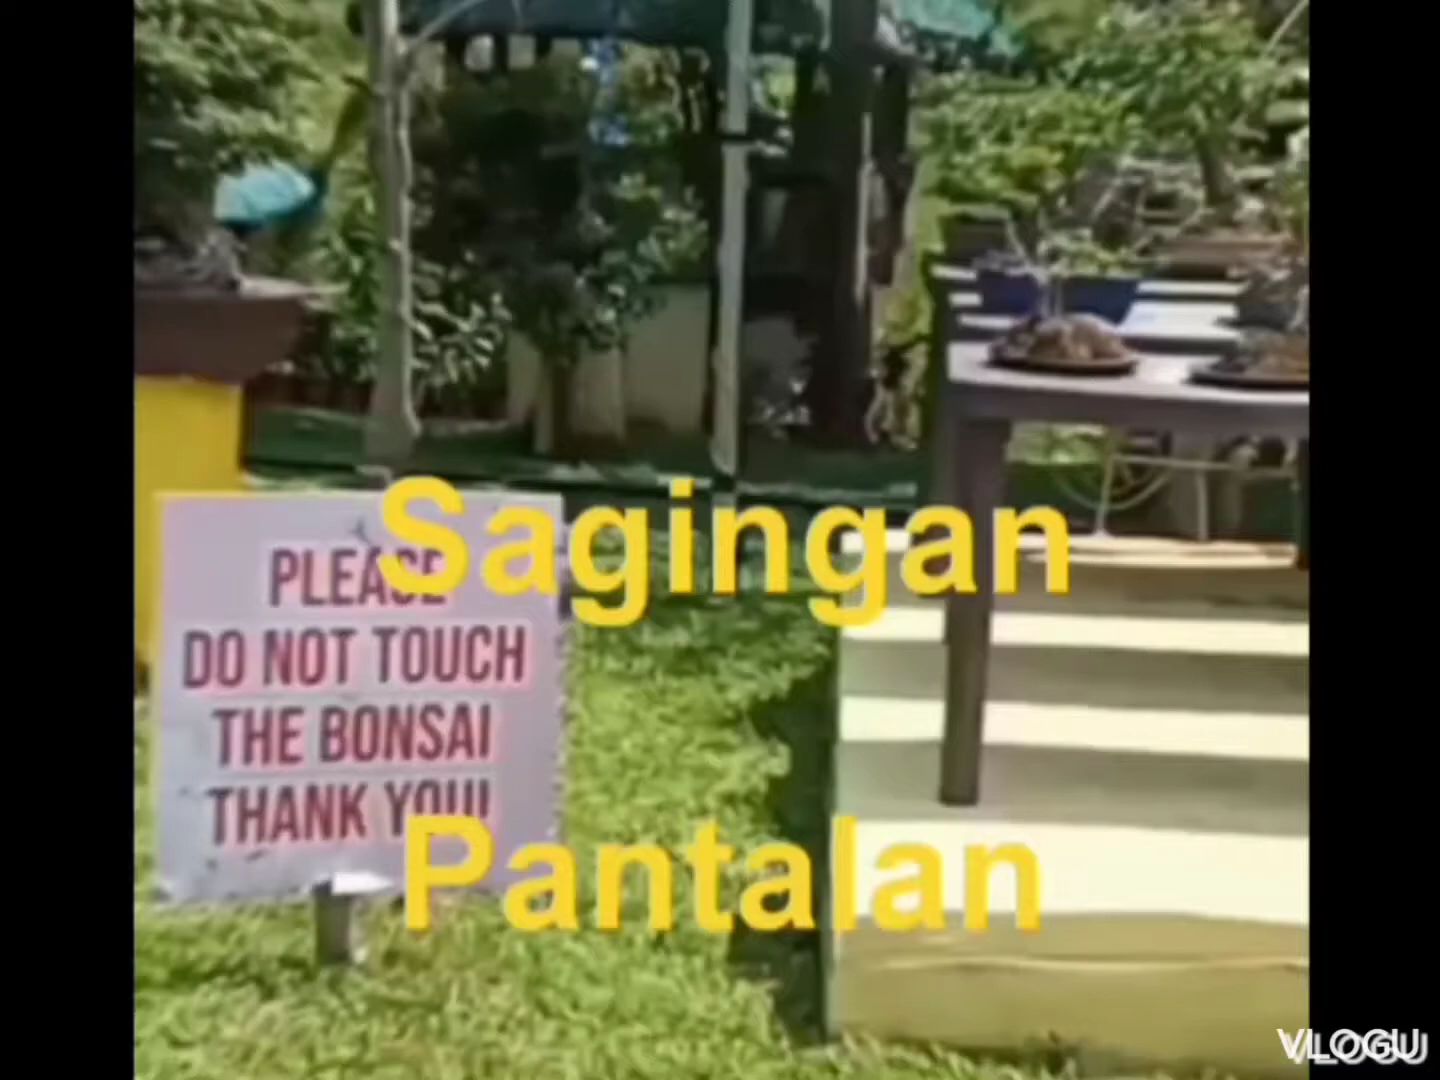 PLEASE
DO NOT TOUCH
THE BONSAI
THANK YOU!
Sagingan
Pantalan
VLOGU